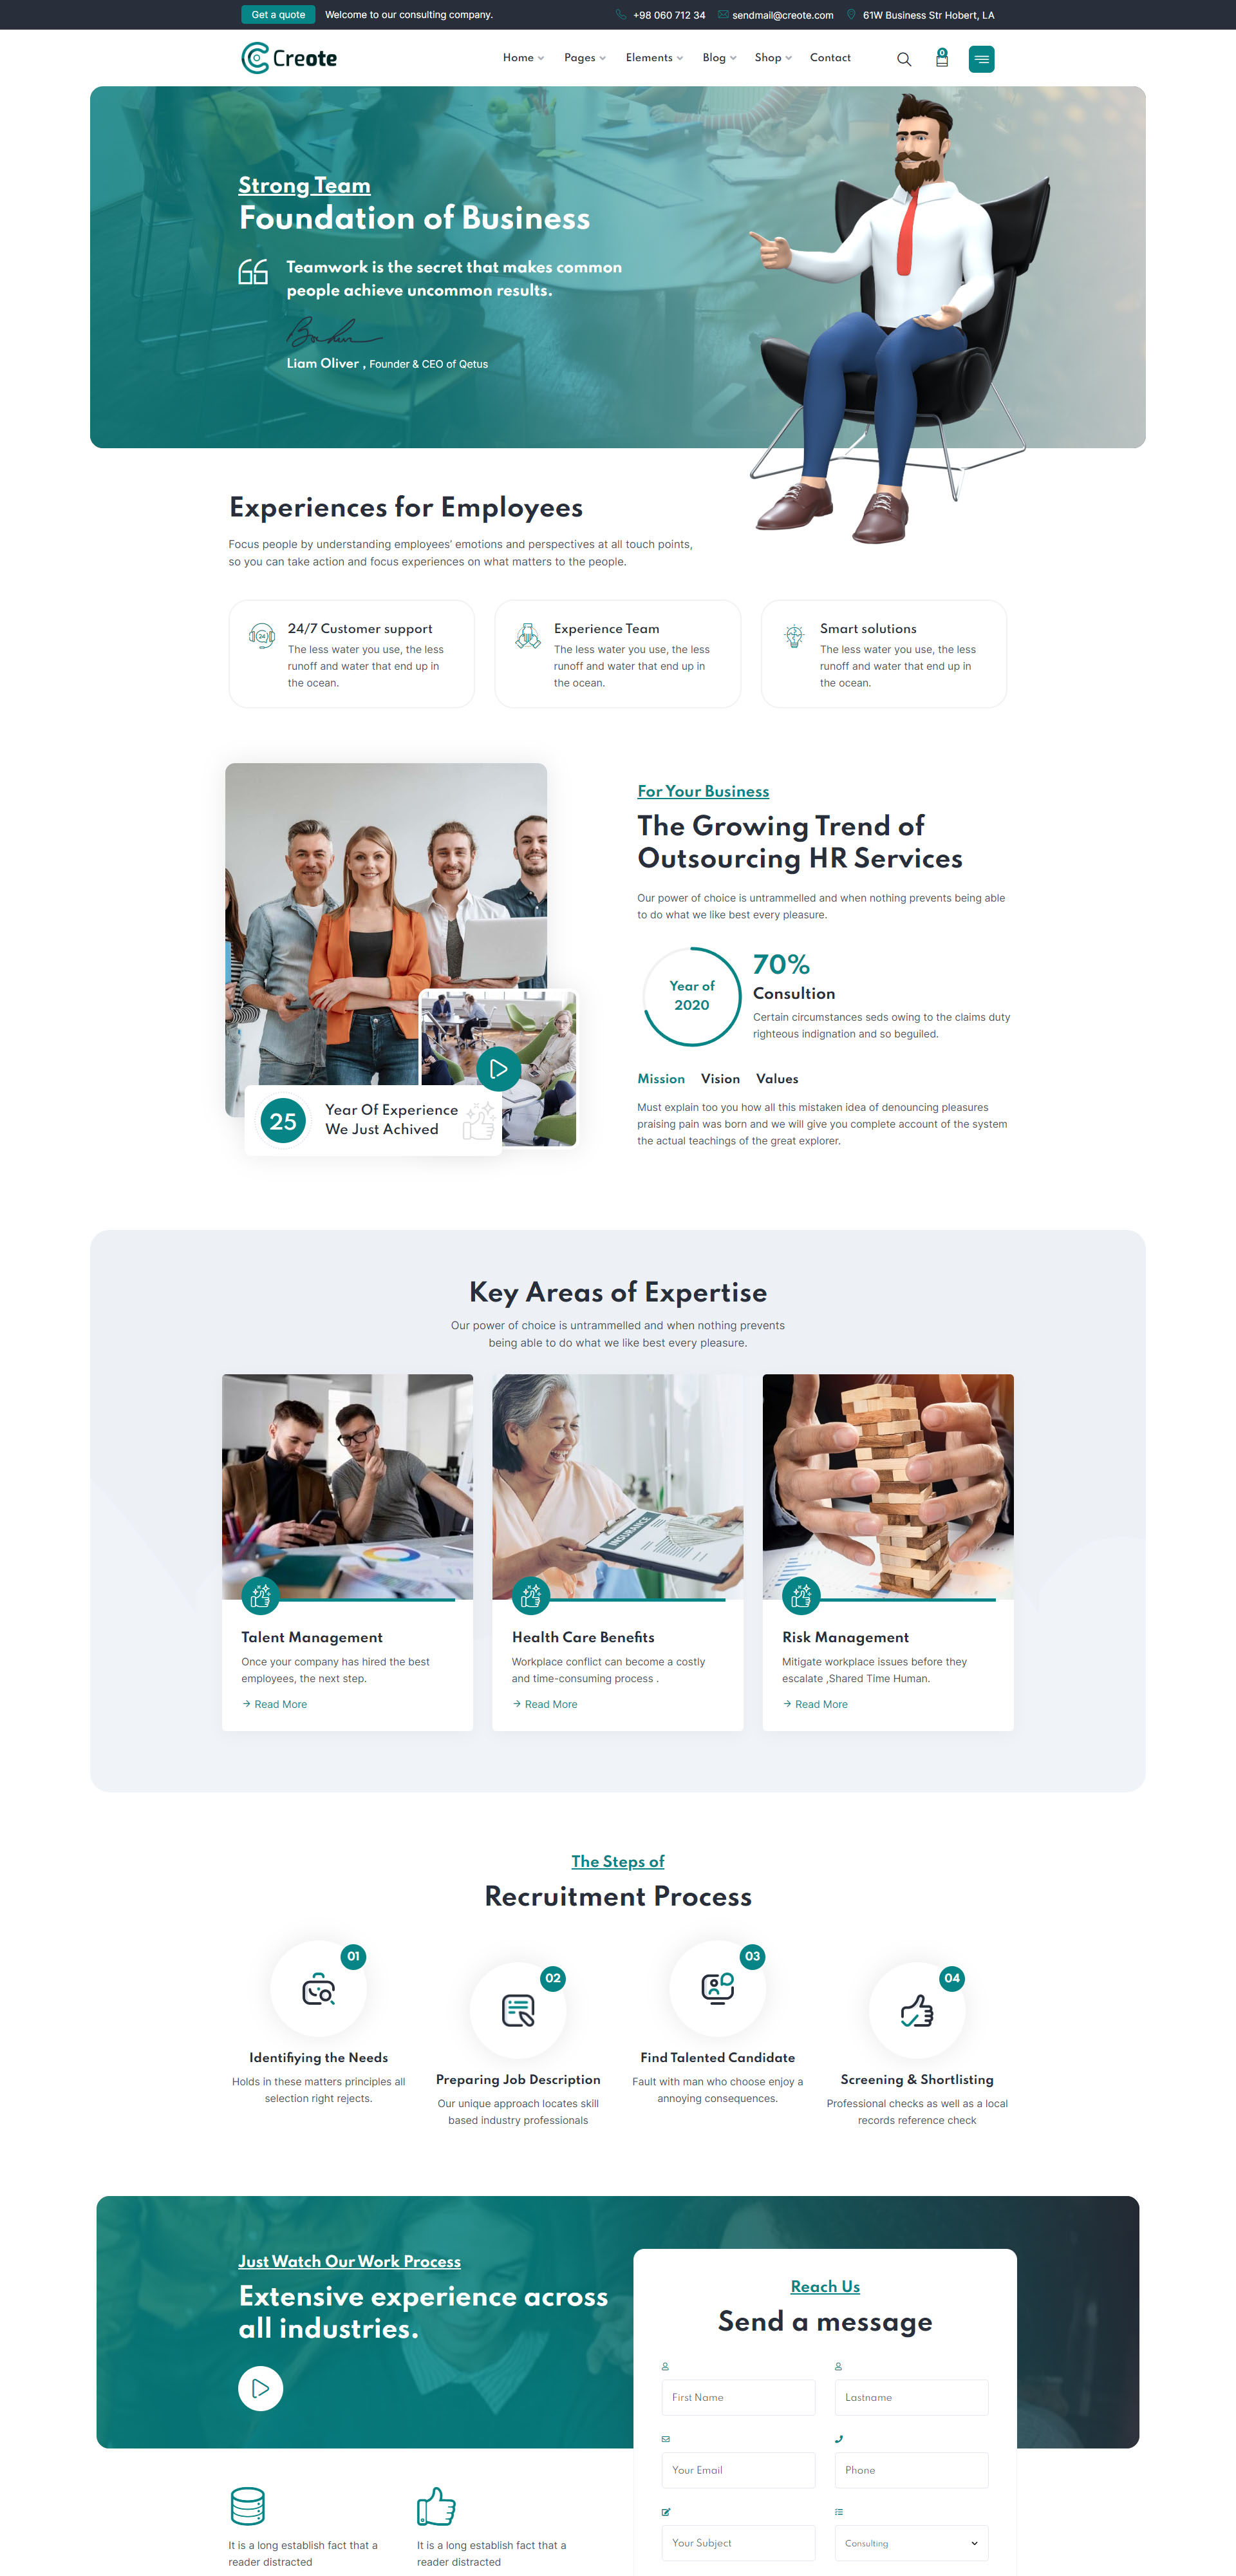 Get a quote
Welcome to our consulting company.
+98 060 712 34
sendmail@creote.com
61W Business Str Hobert, LA
Creote
Home
Pages
Elements
Blog
Shop
Contact
0
Strong Team
Foundation of Business
Teamwork is the secret that makes common
people achieve uncommon results.
Liam Oliver , Founder & CEO of Qetus
Experiences for Employees
Focus people by understanding employees' emotions and perspectives at all touch points,
so you can take action and focus experiences on what matters to the people.
24
24/7 Customer support
The less water you use, the less
runoff and water that end up in
the ocean.
Experience Team
The less water you use, the less
runoff and water that end up in
the ocean.
Smart solutions
The less water you use, the less
runoff and water that end up in
the ocean.
25
Year Of Experience
We Just Achived
For Your Business
The Growing Trend of
Outsourcing HR Services
Our power of choice is untrammelled and when nothing prevents being able
to do what we like best every pleasure.
Year of
2020
70%
Consultion
Certain circumstances seds owing to the claims duty
righteous indignation and so beguiled.
Mission
Vision
Values
Must explain too you how all this mistaken idea of denouncing pleasures
praising pain was born and we will give you complete account of the system
the actual teachings of the great explorer.
Key Areas of Expertise
Our power of choice is untrammelled and when nothing prevents
being able to do what we like best every pleasure.
INSURANCE
Talent Management
Once your company has hired the best
employees, the next step.
Read More
Health Care Benefits
Workplace conflict can become a costly
and time-consuming process .
Read More
Risk Management
Mitigate workplace issues before they
escalate ,Shared Time Human.
Read More
The Steps of
Recruitment Process
01
Identifiying the Needs
Holds in these matters principles all
selection right rejects.
02
Preparing Job Description
Our unique approach locates skill
based industry professionals
03
Find Talented Candidate
Fault with man who choose enjoy a
annoying consequences.
04
Screening & Shortlisting
Professional checks as well as a local
records reference check
Just Watch Our Work Process
Extensive experience across
all industries.
It is a long establish fact that a
reader distracted
It is a long establish fact that a
reader distracted
Reach Us
Send a message
First Name
Lastname
Your Email
Phone
Your Subject
Consulting